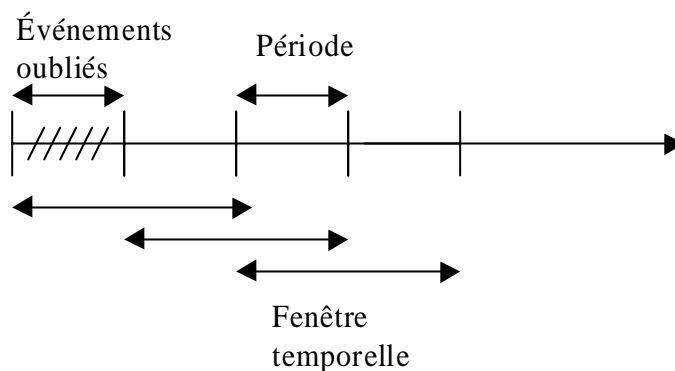 Événements
oubliés
Période
Fenêtre
temporelle